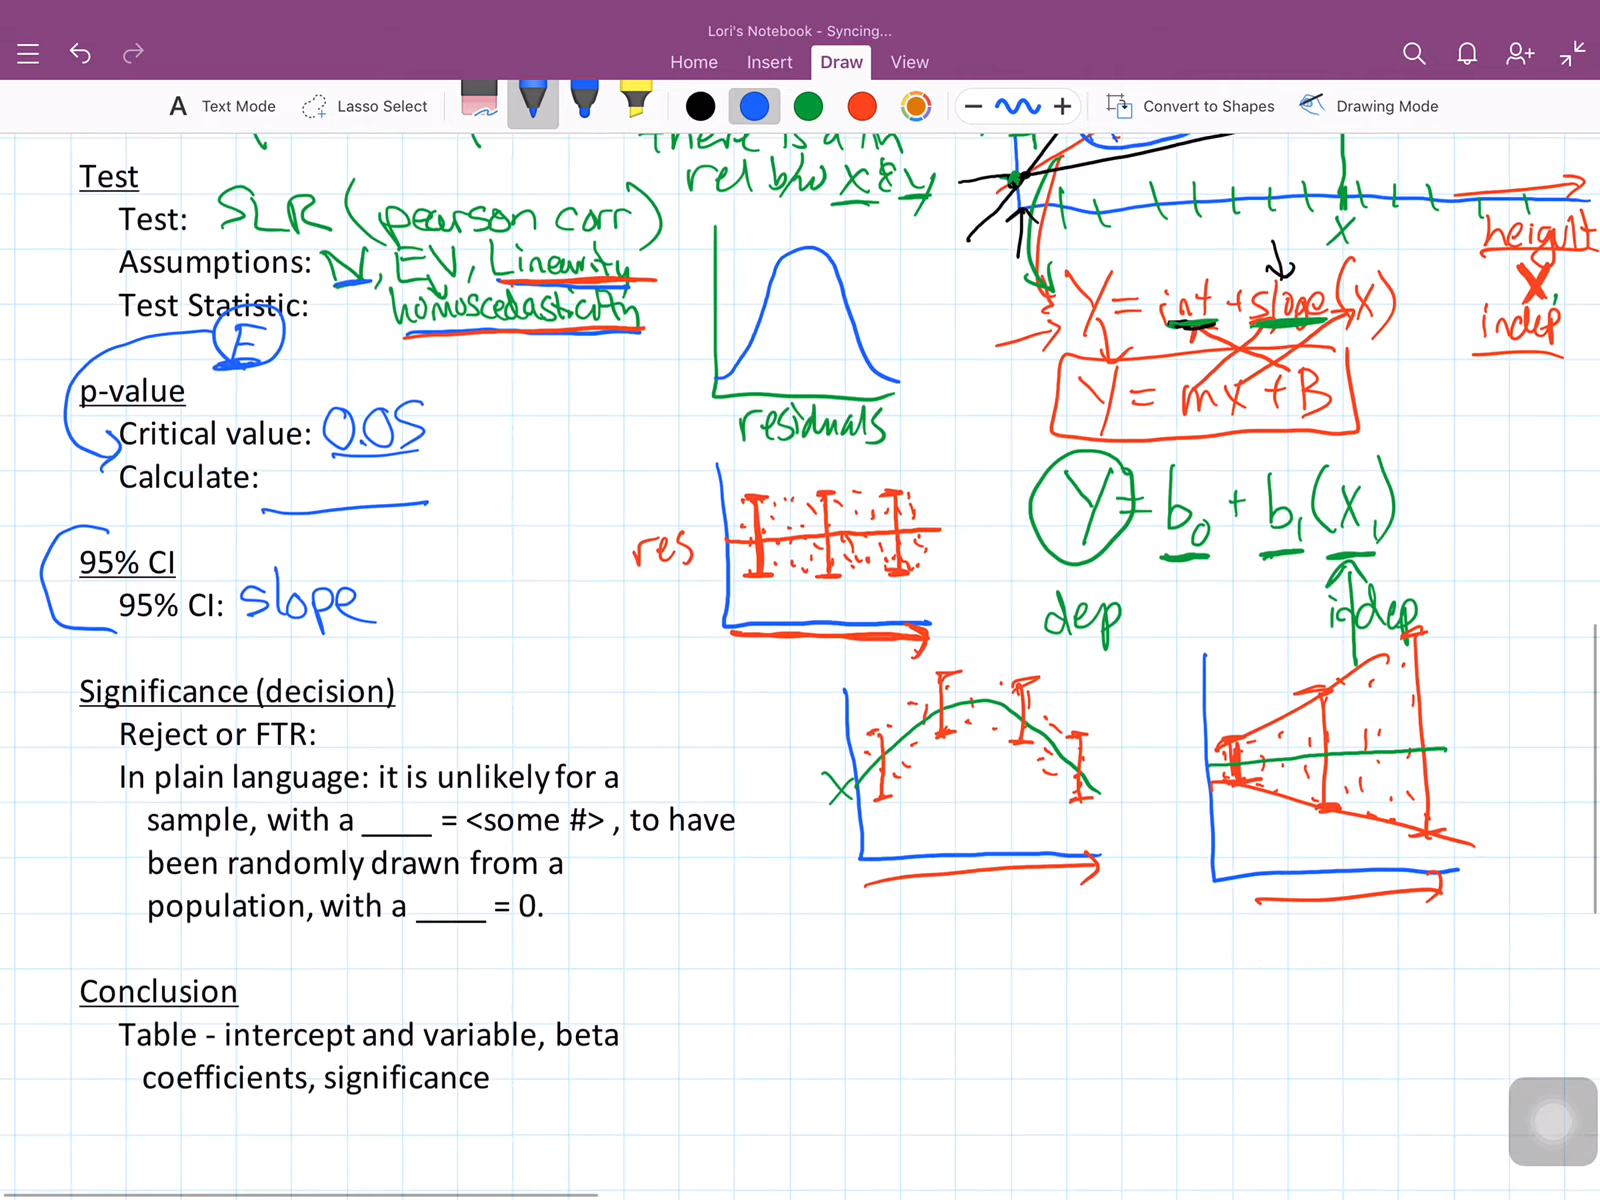 Lori's Notebook - Syncing...
Home Insert Draw View
A Text Mode Lasso Select Convert to Shapes Drawing Mode
there is a lin
rel b/w x & y
Test
Test: SLR (pearson corr)
Assumptions: N, EV, Linearity
homoscedasticity
Test Statistic:
F
p-value
Critical value: 0.05
Calculate:
95% CI
95% CI: slope
Significance (decision)
Reject or FTR:
In plain language: it is unlikely for a
sample, with a ____ = <some #> , to have
been randomly drawn from a
population, with a ____ = 0.
Conclusion
Table - intercept and variable, beta
coefficients, significance
residuals
res
x
x
height
x
indep
Y = int + slope (x)
Y = mx + B
Y = b0 + b1 (x1)
dep
indep